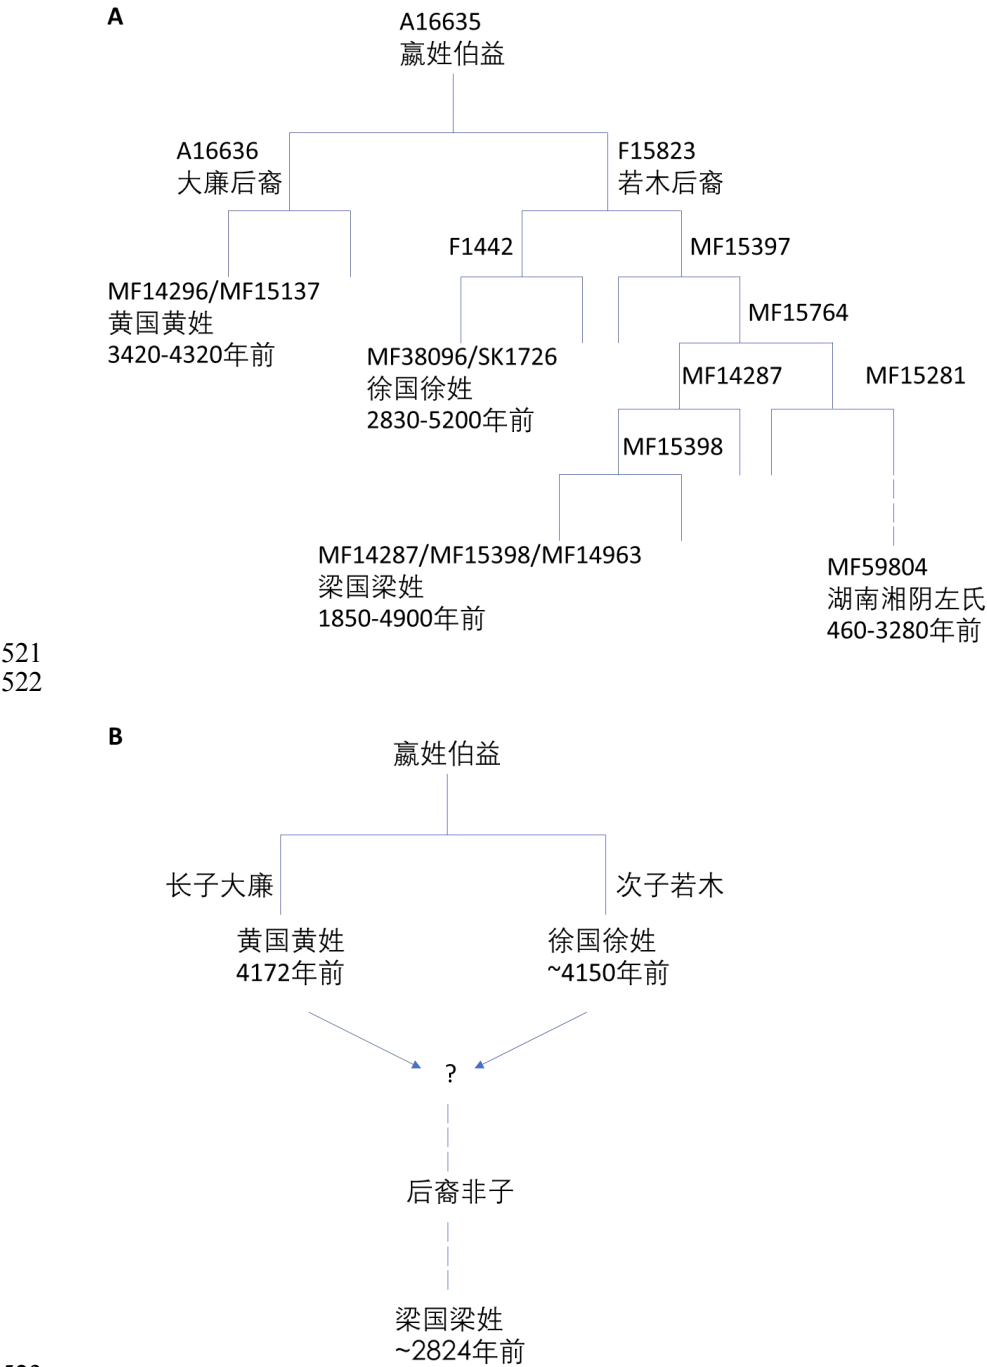 A
A16635
嬴姓伯益
A16636
大廉后裔
F15823
若木后裔
F1442
MF15397
MF14296/MF15137
黄国黄姓
3420-4320年前
MF15764
MF38096/SK1726
徐国徐姓
2830-5200年前
MF14287
MF15281
MF15398
MF14287/MF15398/MF14963
梁国梁姓
1850-4900年前
MF59804
湖南湘阴左氏
460-3280年前
521
522
B
嬴姓伯益
长子大廉
次子若木
黄国黄姓
4172年前
徐国徐姓
~4150年前
?
后裔非子
梁国梁姓
~2824年前